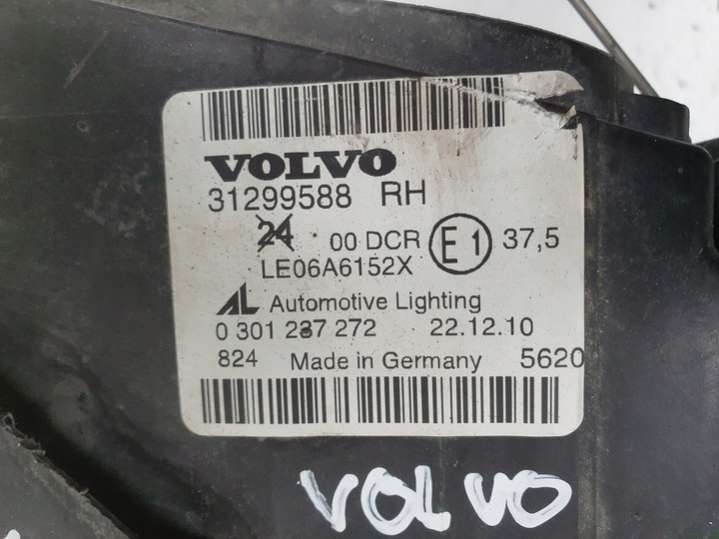 VOLVO
31299588 RH
24 00 DCR E1 37,5
LE06A6152X
AL Automotive Lighting
0 301 237 272 22.12.10
824 Made in Germany 5620
VOLVO